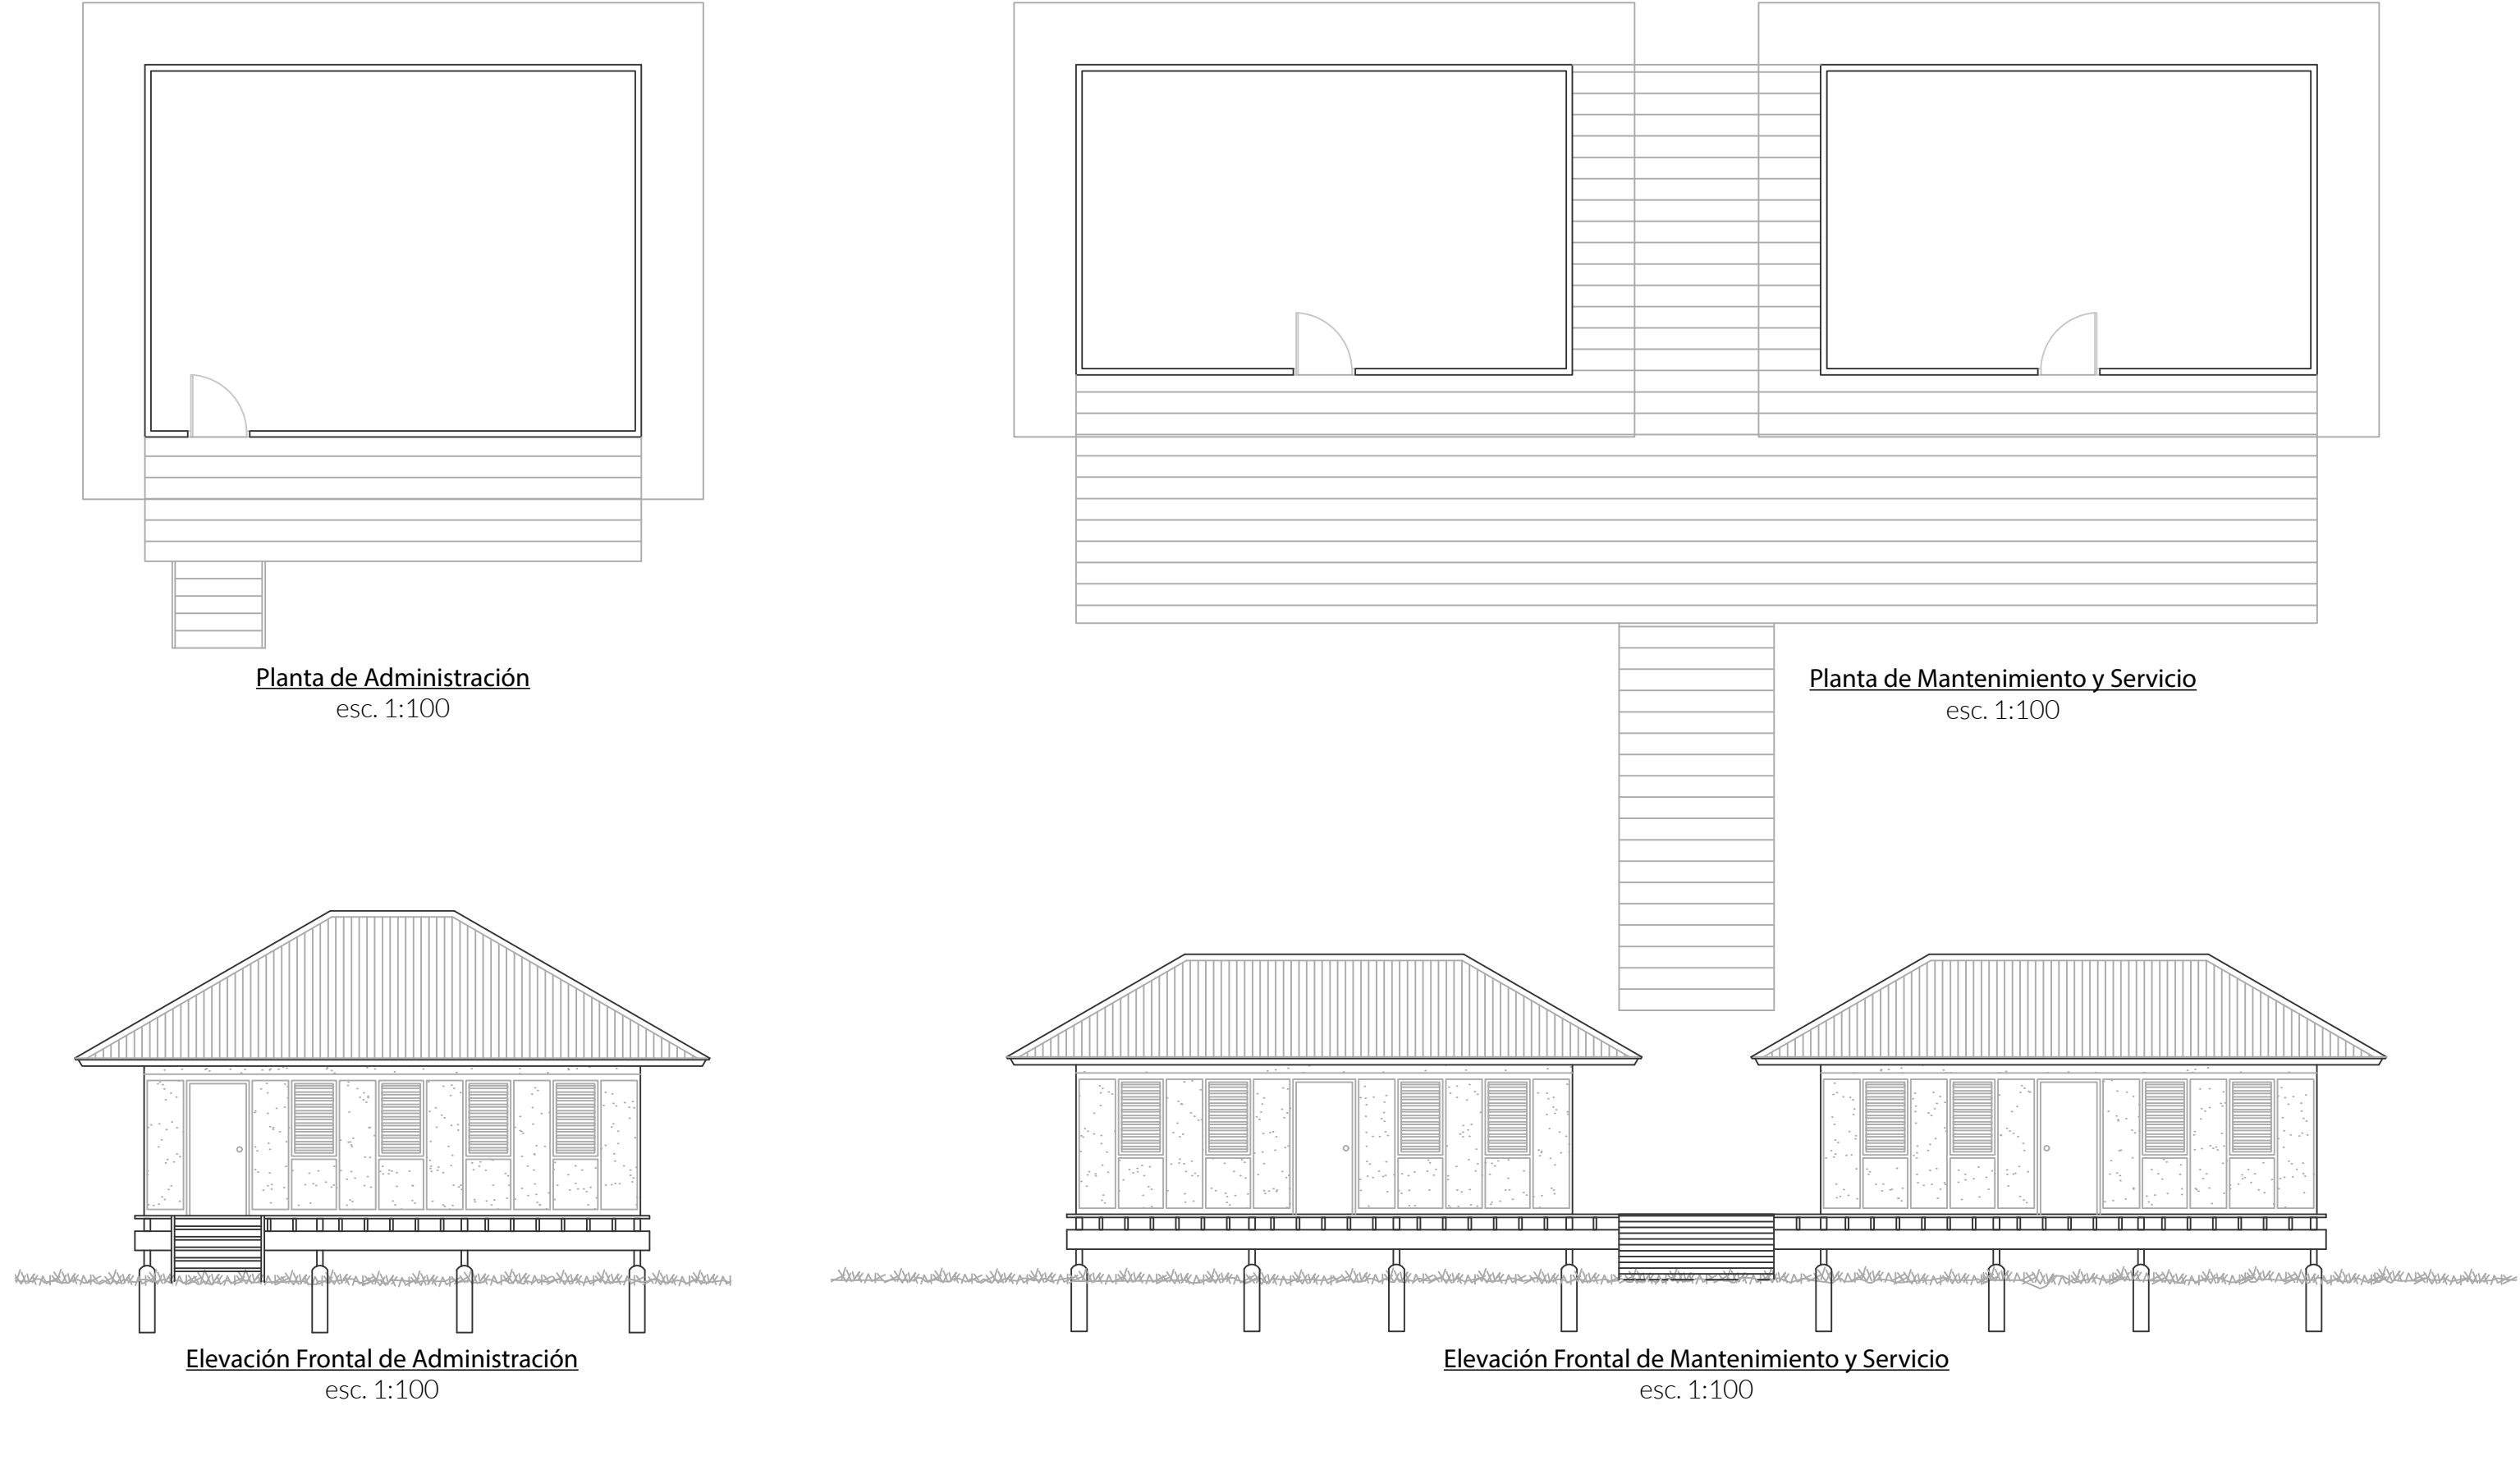 Planta de Administración
esc. 1:100
Planta de Mantenimiento y Servicio
esc. 1:100
Elevación Frontal de Administración
esc. 1:100
Elevación Frontal de Mantenimiento y Servicio
esc. 1:100